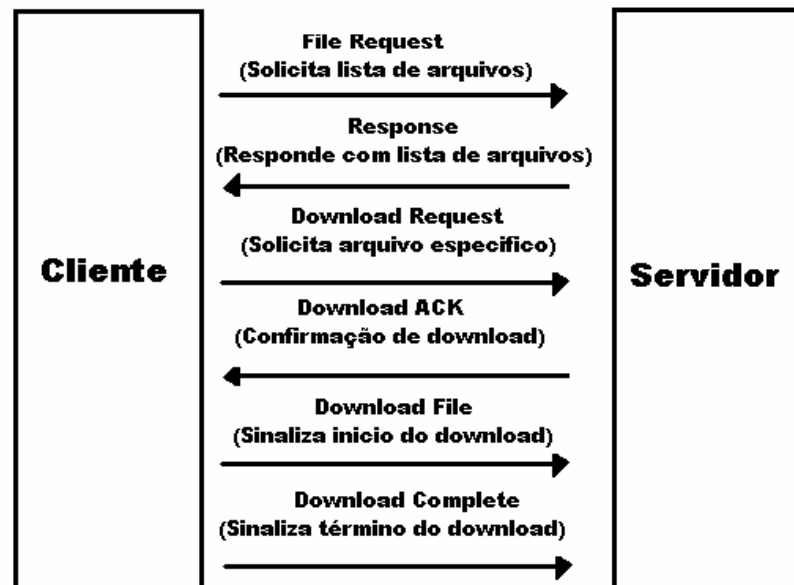 File Request
(Solicita lista de arquivos)
Response
(Responde com lista de arquivos)
Download Request
(Solicita arquivo especifico)
Cliente
Servidor
Download ACK
(Confirmação de download)
Download File
(Sinaliza inicio do download)
Download Complete
(Sinaliza término do download)